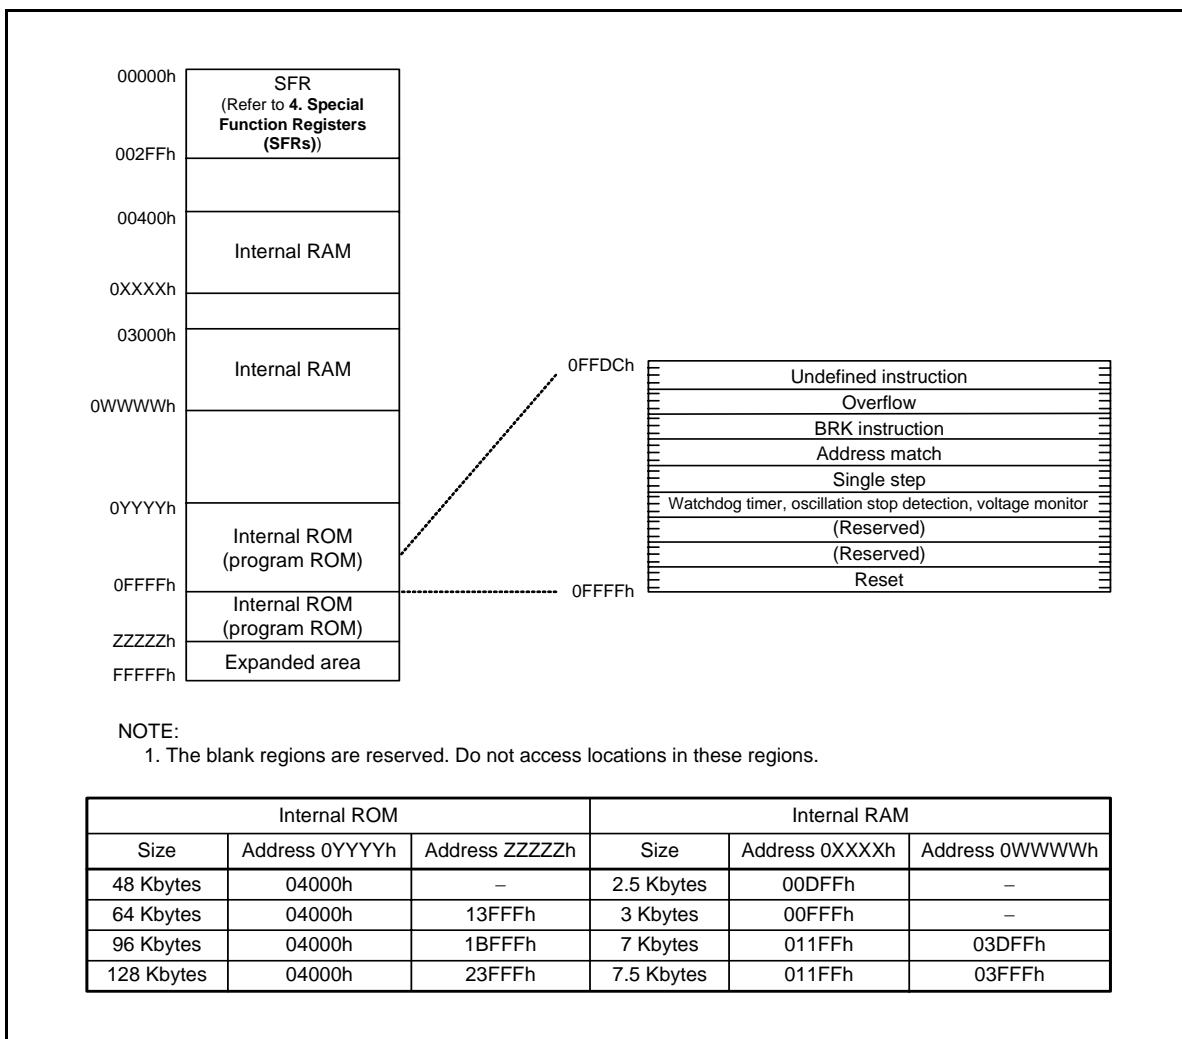 00000h
SFR
(Refer to 4. Special
Function Registers
(SFRs))
002FFh
00400h
Internal RAM
0XXXXh
03000h
Internal RAM
0WWWWh
0YYYYh
Internal ROM
(program ROM)
0FFFFh
Internal ROM
(program ROM)
ZZZZZh
Expanded area
FFFFFh
0FFDCh
Undefined instruction
Overflow
BRK instruction
Address match
Single step
Watchdog timer, oscillation stop detection, voltage monitor
(Reserved)
(Reserved)
Reset
0FFFFh
NOTE:
1. The blank regions are reserved. Do not access locations in these regions.
Internal ROM Internal RAM
Size Address 0YYYYh Address ZZZZZh Size Address 0XXXXh Address 0WWWWh
48 Kbytes 04000h − 2.5 Kbytes 00DFFh −
64 Kbytes 04000h 13FFFh 3 Kbytes 00FFFh −
96 Kbytes 04000h 1BFFFh 7 Kbytes 011FFh 03DFFh
128 Kbytes 04000h 23FFFh 7.5 Kbytes 011FFh 03FFFh